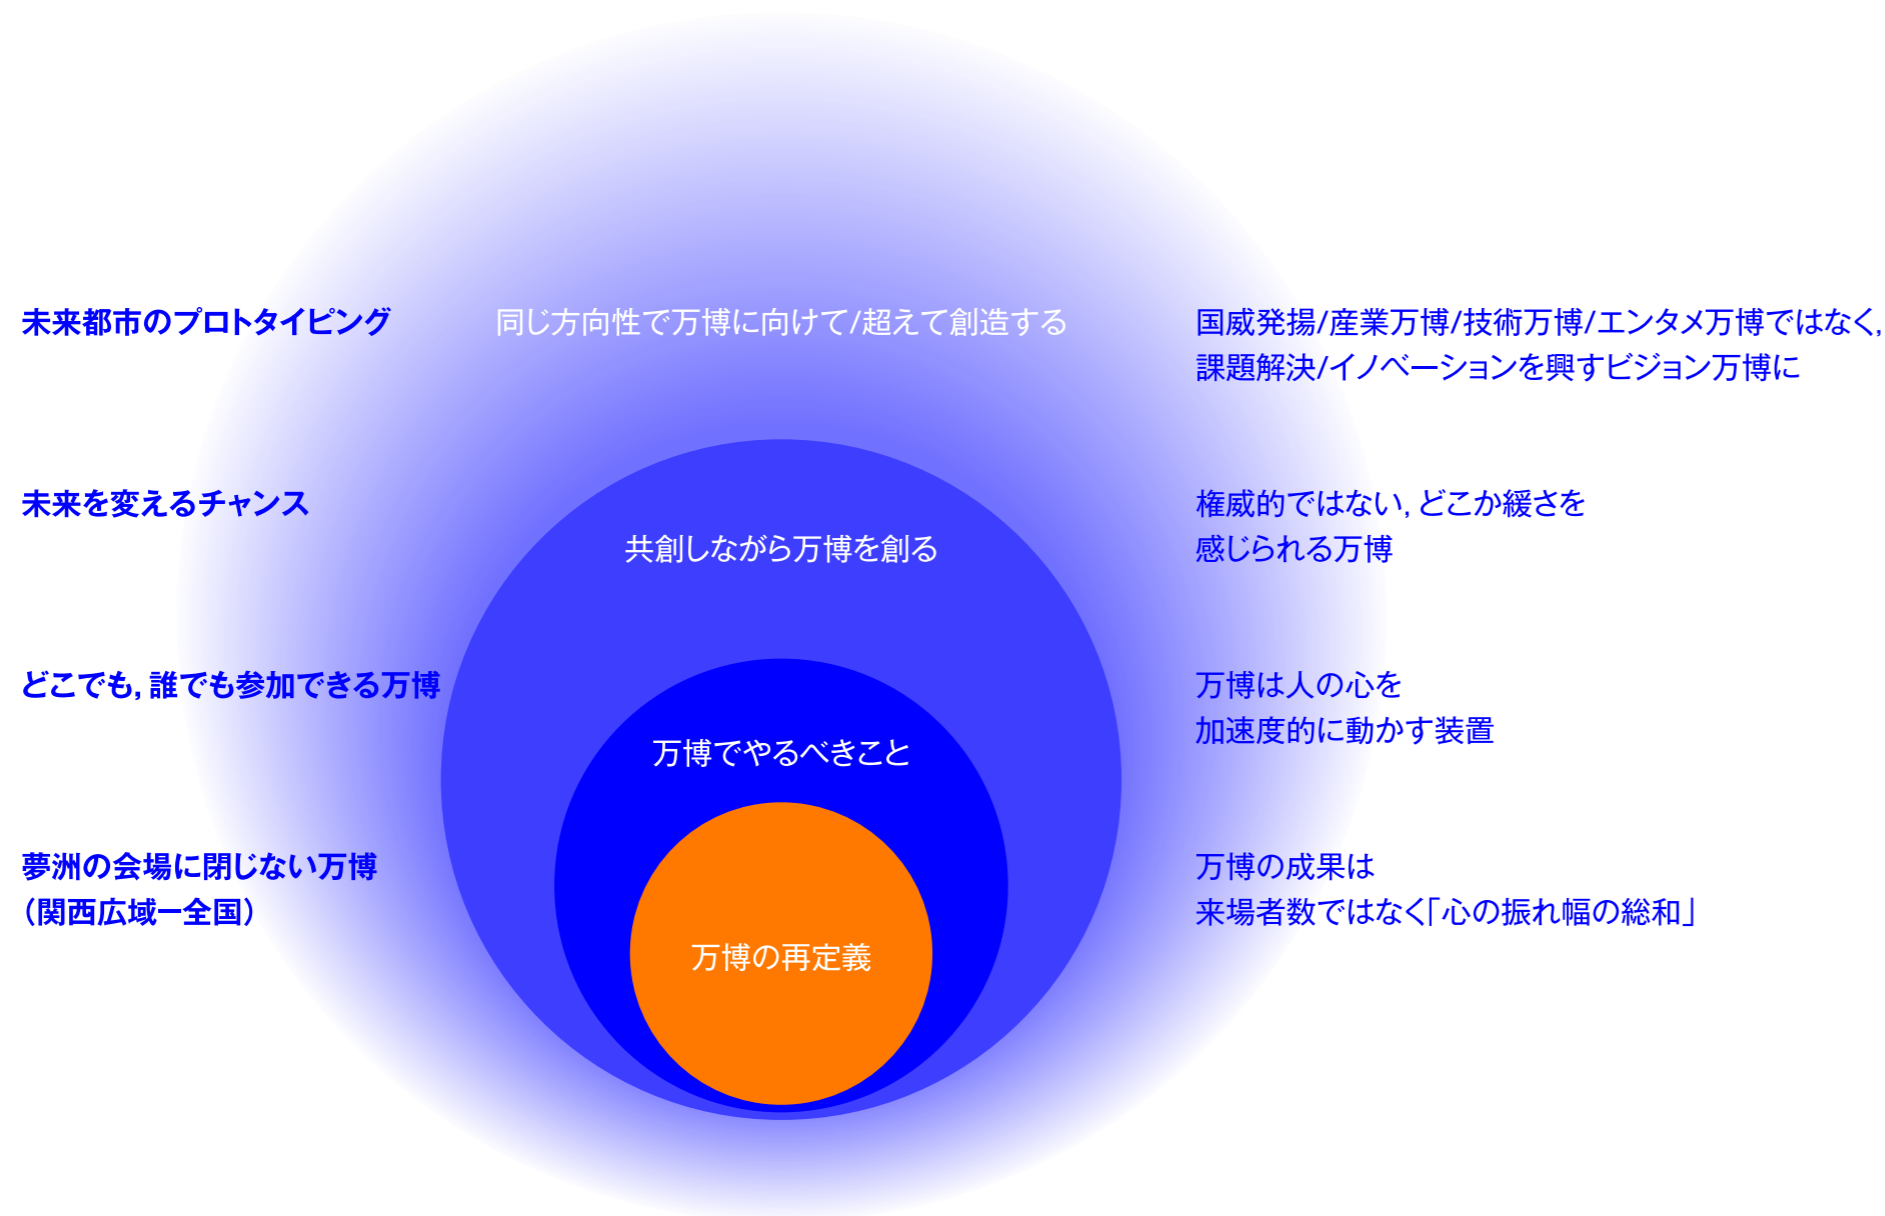 未来都市のプロトタイピング
同じ方向性で万博に向けて/超えて創造する
国威発揚/産業万博/技術万博/エンタメ万博ではなく,
課題解決/イノベーションを興すビジョン万博に
未来を変えるチャンス
共創しながら万博を創る
権威的ではない, どこか緩さを
感じられる万博
どこでも, 誰でも参加できる万博
万博でやるべきこと
万博は人の心を
加速度的に動かす装置
夢洲の会場に閉じない万博
（関西広域ー全国）
万博の再定義
万博の成果は
来場者数ではなく「心の振れ幅の総和」